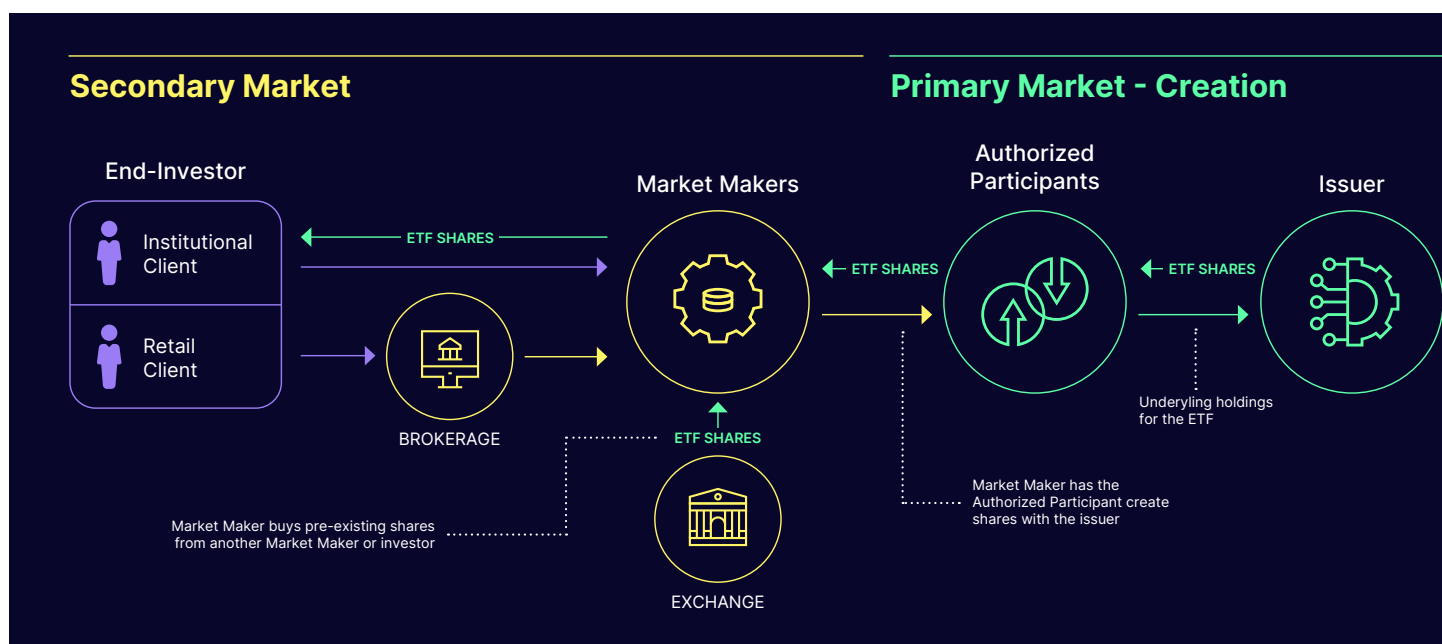 Secondary Market
Primary Market - Creation
End-Investor
Institutional
Client
Retail
Client
BROKERAGE
ETF SHARES
Market Makers
ETF SHARES
EXCHANGE
Market Maker buys pre-existing shares
from another Market Maker or investor
ETF SHARES
Authorized
Participants
Market Maker has the
Authorized Participant create
shares with the issuer
ETF SHARES
Issuer
Underyling holdings
for the ETF